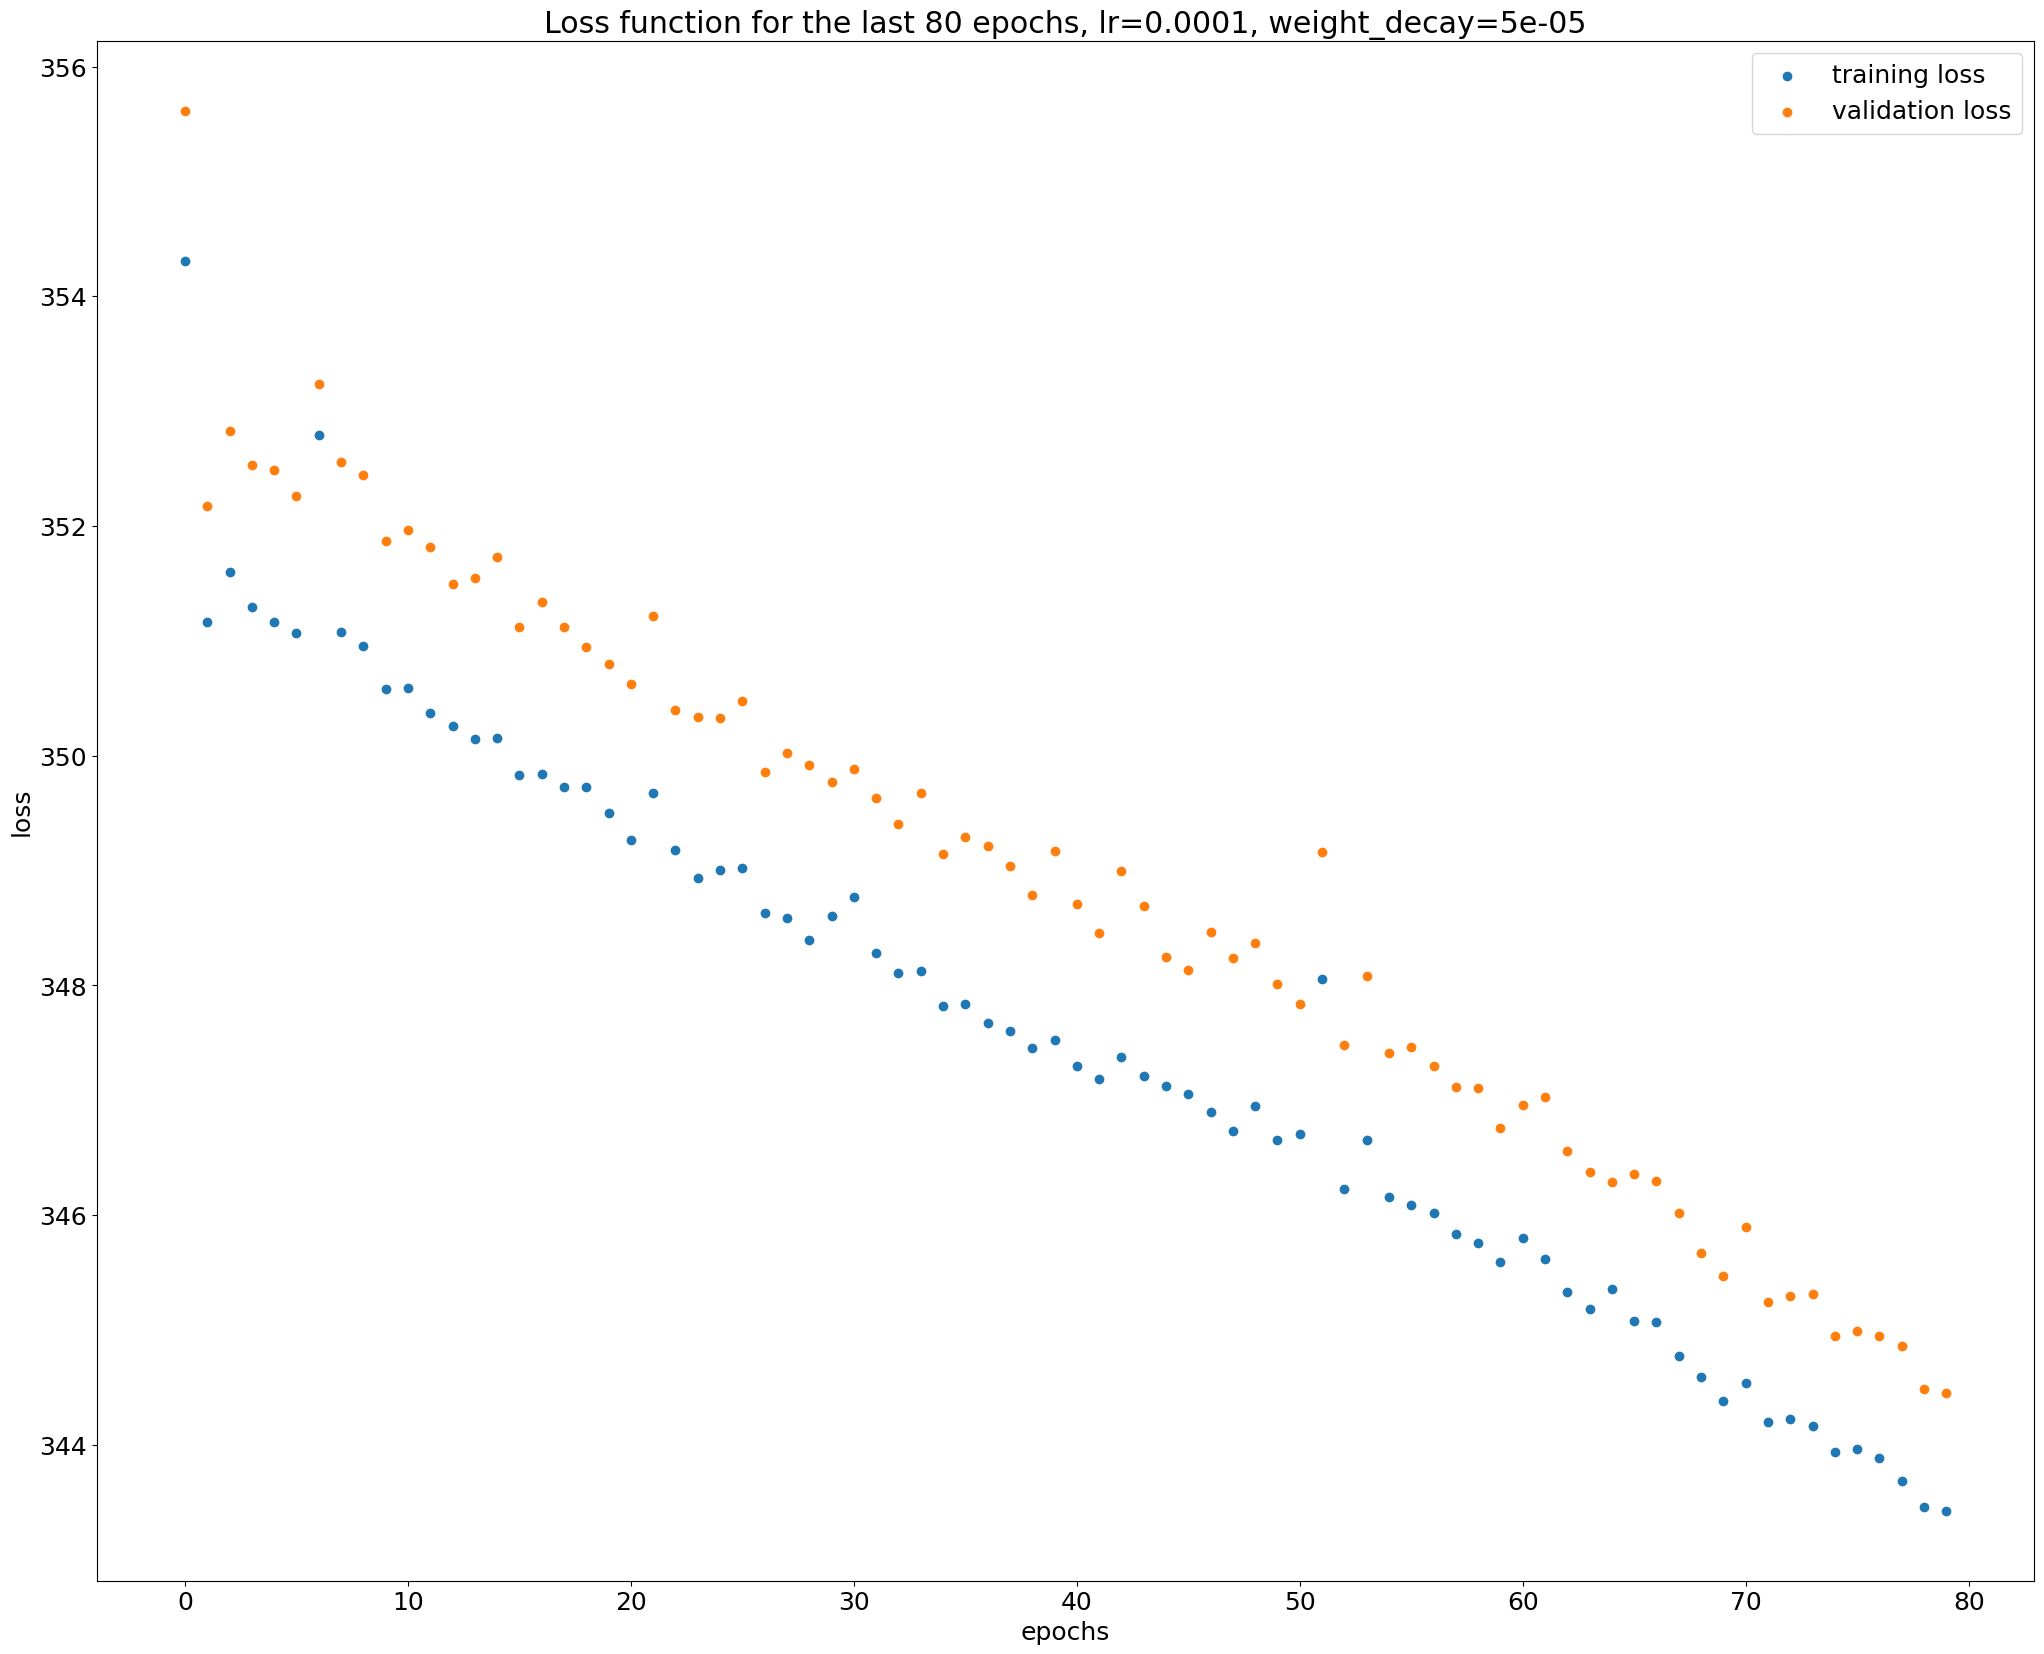 Loss function for the last 80 epochs, lr=0.0001, weight_decay=5e-05
training loss
validation loss
356
354
352
350
348
346
344
loss
0 10 20 30 40 50 60 70 80
epochs